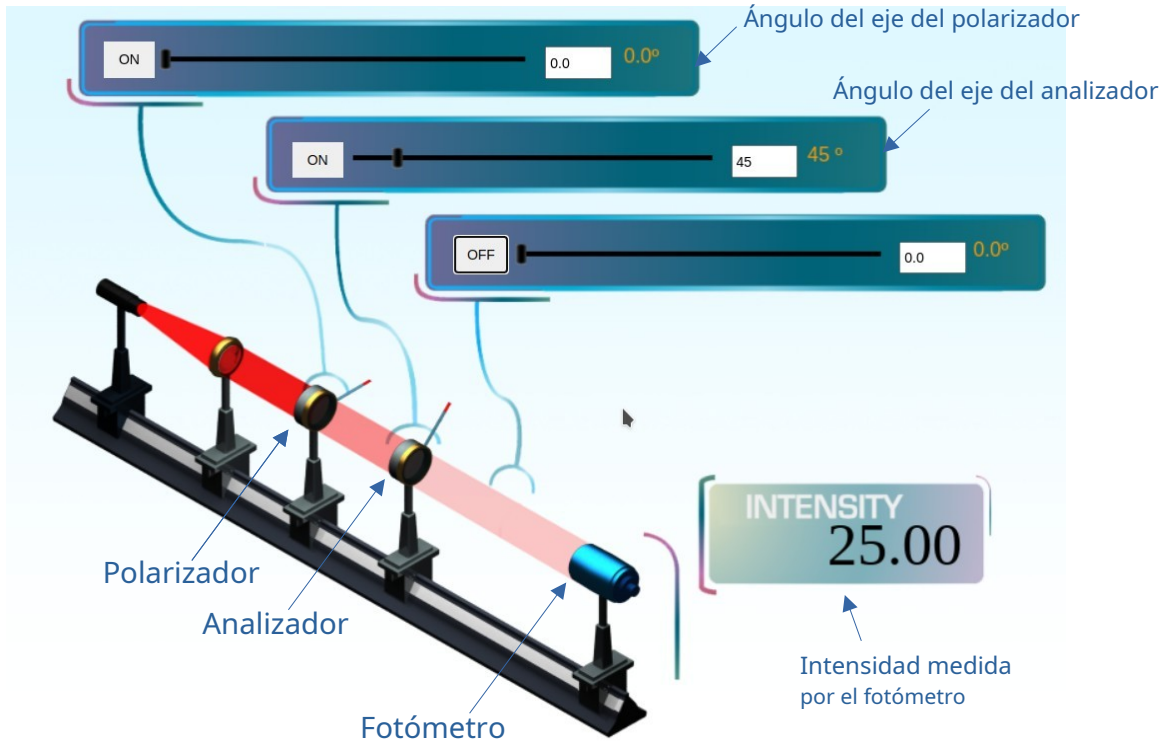 Ángulo del eje del polarizador
ON
0.0
0.0º
Ángulo del eje del analizador
ON
45
45 º
OFF
0.0
0.0º
INTENSITY
25.00
Polarizador
Analizador
Fotómetro
Intensidad medida
por el fotómetro